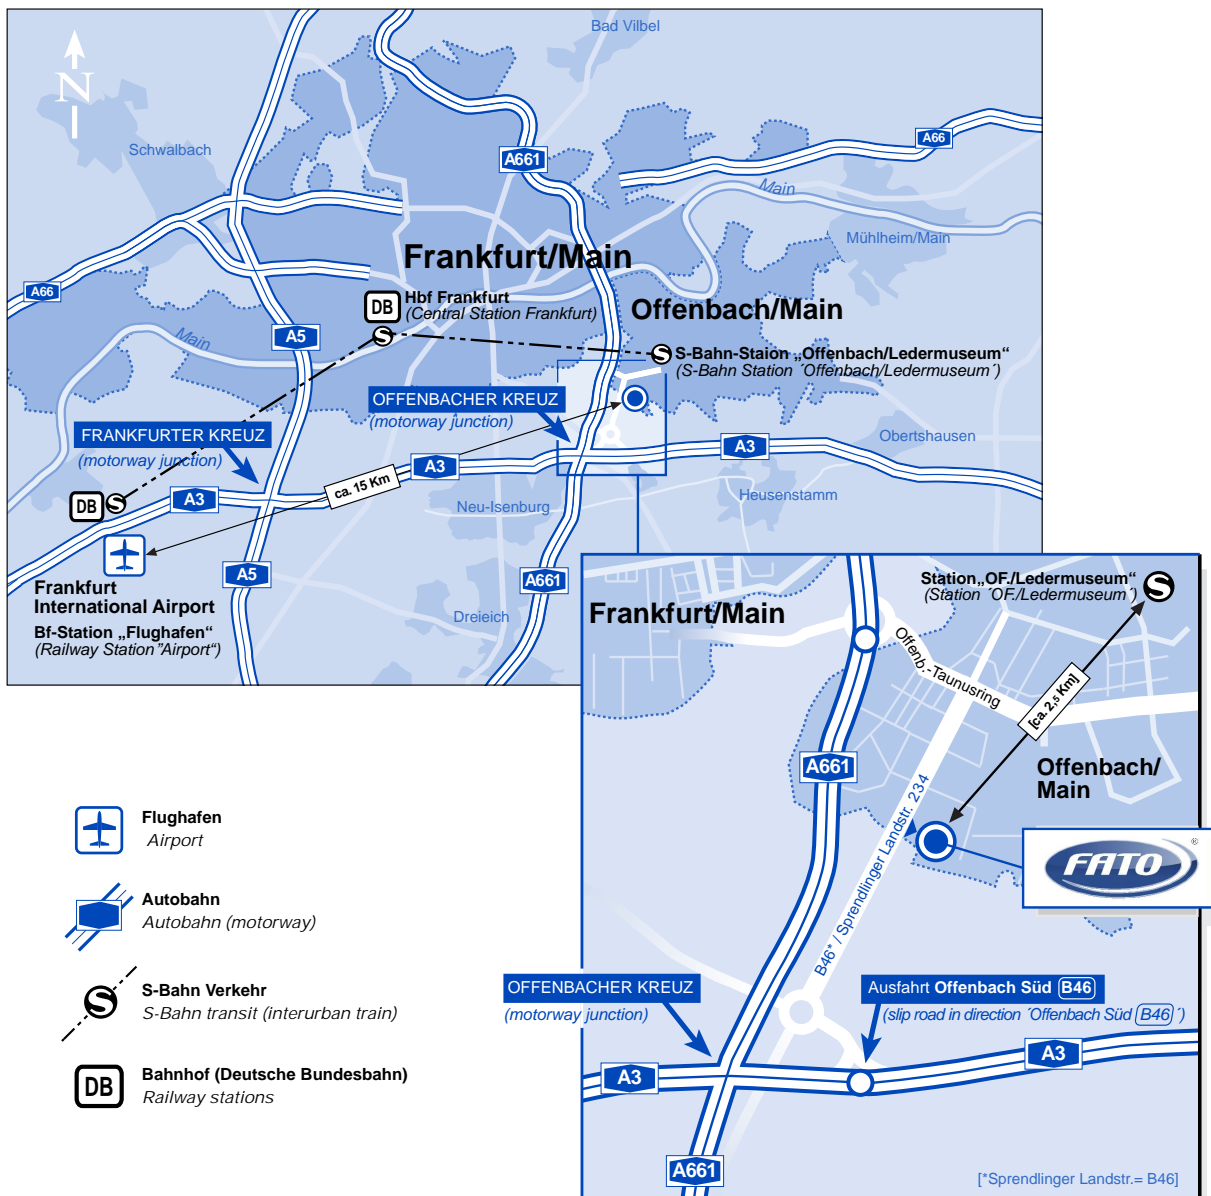 Bad Vilbel
N
A66
Schwalbach
A661
Main
Mühlheim/Main
Frankfurt/Main
A66
DB
Hbf Frankfurt
(Central Station Frankfurt)
Offenbach/Main
Main
A5
S
S
S-Bahn-Staion „Offenbach/Ledermuseum“
(S-Bahn Station ´Offenbach/Ledermuseum´)
OFFENBACHER KREUZ
(motorway junction)
FRANKFURTER KREUZ
(motorway junction)
Obertshausen
A3
A3
ca. 15 Km
Heusenstamm
A3
DB
S
Neu-Isenburg
A5
A661
Frankfurt
International Airport
Bf-Station „Flughafen“
(Railway Station"Airport“)
Dreieich
Station„OF./Ledermuseum“
(Station ´OF./Ledermuseum´)
S
Frankfurt/Main
Offenb.-Taunusring
[ca. 2,5 Km]
A661
Offenbach/
Main
B46* / Sprendlinger Landstr. 234
FATO ®
OFFENBACHER KREUZ
(motorway junction)
Ausfahrt Offenbach Süd B46
(slip road in direction ´Offenbach Süd B46 ´)
A3
A3
A661
[*Sprendlinger Landstr.= B46]
Flughafen
Airport
Autobahn
Autobahn (motorway)
S
S-Bahn Verkehr
S-Bahn transit (interurban train)
DB
Bahnhof (Deutsche Bundesbahn)
Railway stations